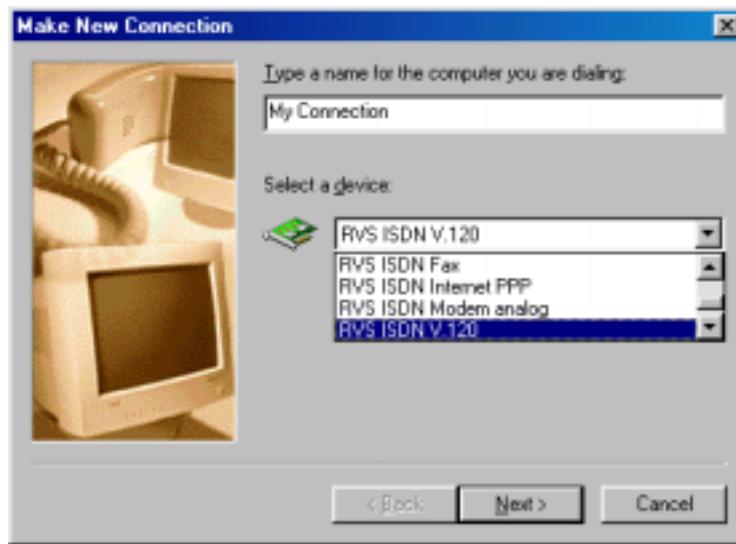 Make New Connection
Type a name for the computer you are dialing:
My Connection
Select a device:
RVS ISDN V.120
RVS ISDN Fax
RVS ISDN Internet PPP
RVS ISDN Modem analog
RVS ISDN V.120
< Back
Next >
Cancel